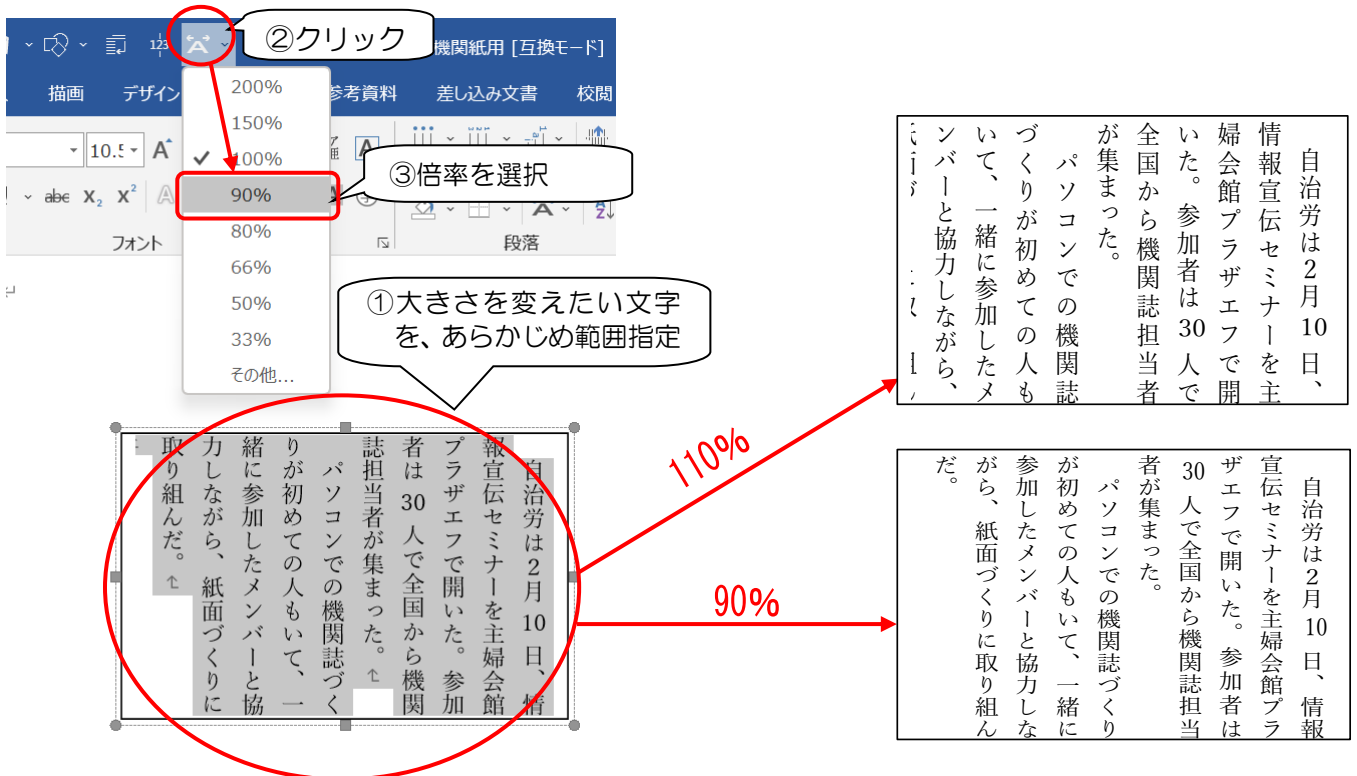 ②クリック
機関紙用 [互換モード]
描画
デザイン
参考資料
差し込み文書
校閲
10.5
A
abc
X₂
X²
A
フォント
段落
200%
150%
✓ 100%
90%
80%
66%
50%
33%
その他...
③倍率を選択
①大きさを変えたい文字
を、あらかじめ範囲指定
自治労は2月10日、情
報宣伝セミナーを主婦会館
プラザエフで開いた。参加
者は30人で全国から機関
誌担当者が集まった。↑
パソコンでの機関誌づく
りが初めての人もいて、一
緒に参加したメンバーと協
力しながら、紙面づくりに
取り組んだ。↑
110%
90%
自治労は2月10日、
情報宣伝セミナーを主
婦会館プラザエフで開
いた。参加者は30人で
全国から機関誌担当者
が集まった。
パソコンでの機関誌
づくりが初めての人も
いて、一緒に参加したメ
ンバーと協力しながら、
自治労は2月10日、情報
宣伝セミナーを主婦会館プラ
ザエフで開いた。参加者は
30人で全国から機関誌担当
者が集まった。
パソコンでの機関誌づくり
が初めての人もいて、一緒に
参加したメンバーと協力しな
がら、紙面づくりに取り組ん
だ。